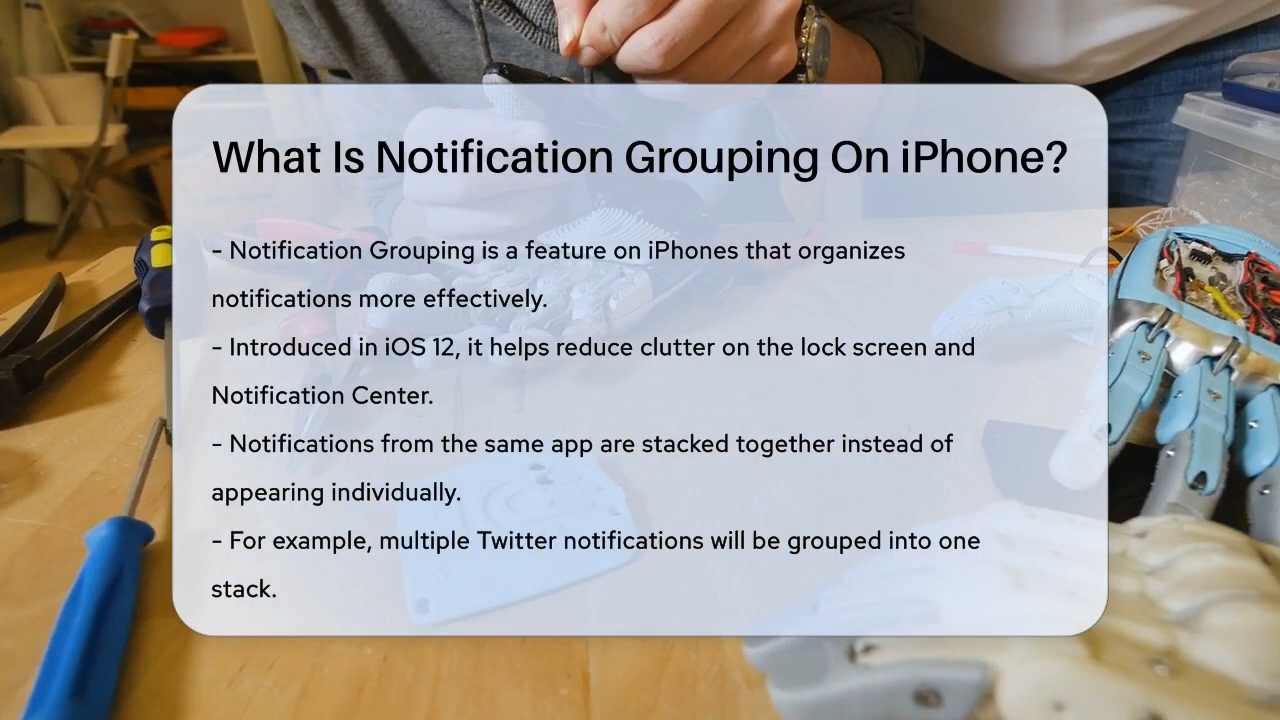 What Is Notification Grouping On iPhone?
- Notification Grouping is a feature on iPhones that organizes
notifications more effectively.
- Introduced in iOS 12, it helps reduce clutter on the lock screen and
Notification Center.
- Notifications from the same app are stacked together instead of
appearing individually.
- For example, multiple Twitter notifications will be grouped into one
stack.